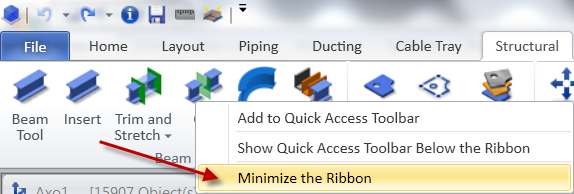 File Home Layout Piping Ducting Cable Tray Structural
Beam Tool
Insert
Trim and Stretch
Beam
Add to Quick Access Toolbar
Show Quick Access Toolbar Below the Ribbon
Minimize the Ribbon
Axo1 [15907 Object(s)